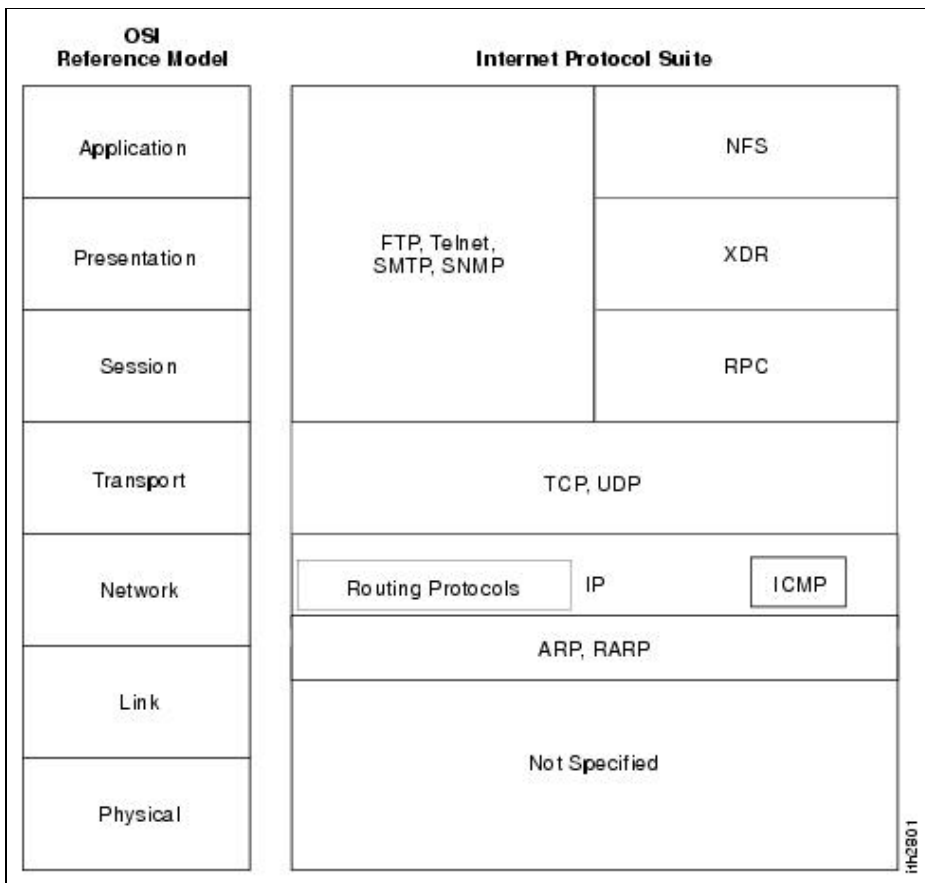 OSI
Reference Model
Internet Protocol Suite
Application
Presentation
Session
Transport
Network
Link
Physical
FTP, Telnet,
SMTP, SNMP
NFS
XDR
RPC
TCP, UDP
Routing Protocols
IP
ICMP
ARP, RARP
Not Specified
ith2801